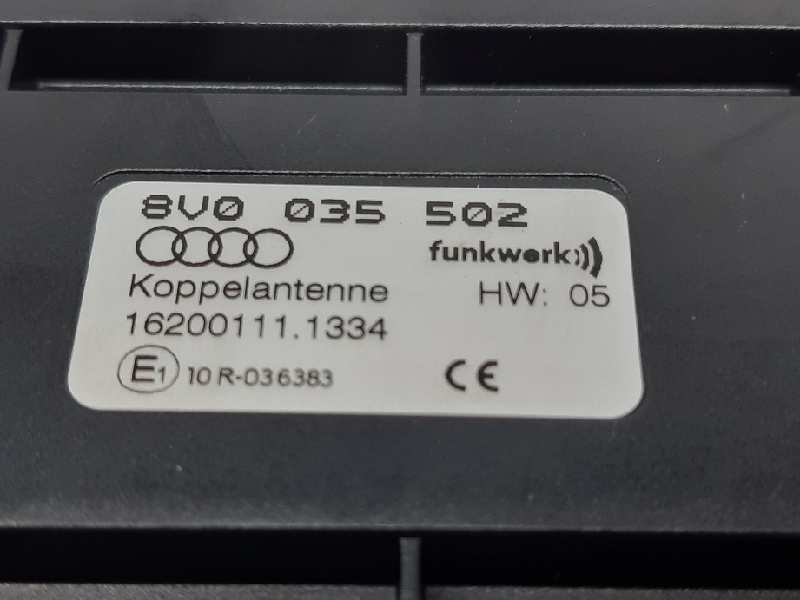 8V0 035 502
funkwerk
Koppelantenne HW: 05
16200111.1334
E1 10 R-036383 CE